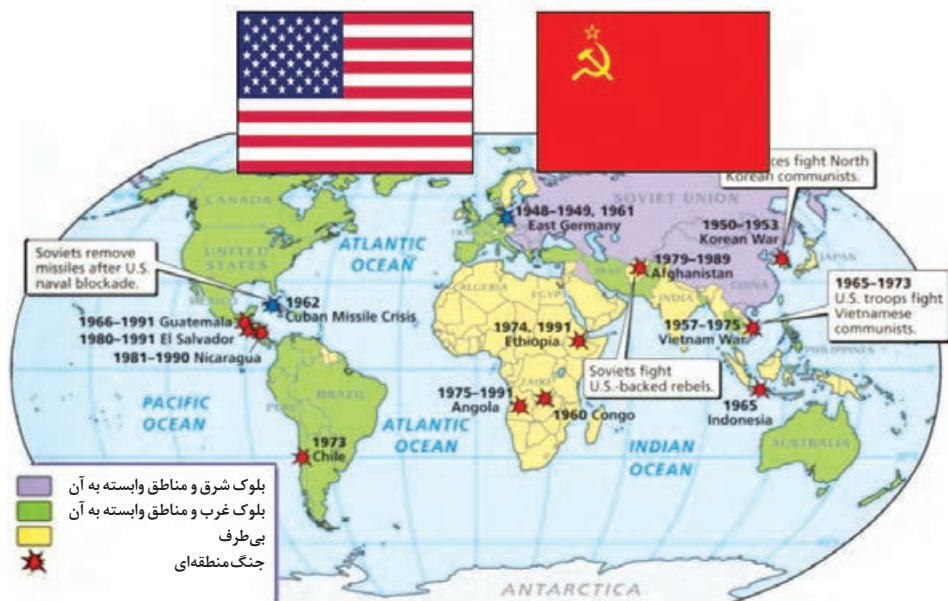 CANADA
UNITED
STATES
MEXICO
ATLANTIC
OCEAN
Soviets remove
missiles after U.S.
naval blockade.
1962
Cuban Missile Crisis
1966–1991 Guatemala
1980–1991 El Salvador
1981–1990 Nicaragua
PACIFIC
OCEAN
PERU
BRAZIL
1973
Chile
ATLANTIC
OCEAN
FRANCE
1948–1949, 1961
East Germany
SOVIET UNION
ces fight North
Korean communists.
1950–1953
Korean War
JAPAN
1979–1989
Afghanistan
IRAN
CHINA
INDIA
ALGERIA
EGYPT
1974, 1991
Ethiopia
1965–1973
U.S. troops fight
Vietnamese
communists.
1957–1975
Vietnam War
PHILIPPINES
Soviets fight
U.S.-backed rebels.
ZAIRE
1975–1991
Angola
1960 Congo
1965
Indonesia
INDIAN
OCEAN
AUSTRALIA
ANTARCTICA
بلوک شرق و مناطق وابسته به آن
بلوک غرب و مناطق وابسته به آن
بی‌طرف
جنگ منطقه‌ای